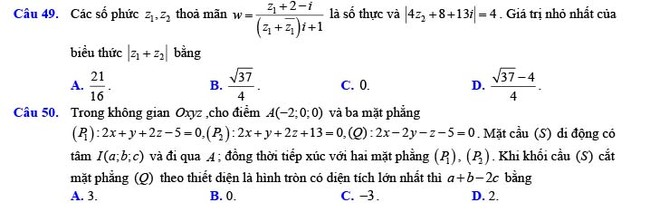 Câu 49. Các số phức z₁, z₂ thoả mãn w = (z₁ + 2 − i) / ((z₁ + z̅₁)i + 1) là số thực và |4z₂ + 8 + 13i| = 4. Giá trị nhỏ nhất của
biểu thức |z₁ + z₂| bằng
A. 21/16. B. √37/4. C. 0. D. (√37 − 4)/4.
Câu 50. Trong không gian Oxyz ,cho điểm A(−2;0;0) và ba mặt phẳng
(P₁): 2x + y + 2z − 5 = 0, (P₂): 2x + y + 2z + 13 = 0, (Q): 2x − 2y − z − 5 = 0. Mặt cầu (S) di động có
tâm I(a;b;c) và đi qua A; đồng thời tiếp xúc với hai mặt phẳng (P₁), (P₂). Khi khối cầu (S) cắt
mặt phẳng (Q) theo thiết diện là hình tròn có diện tích lớn nhất thì a + b − 2c bằng
A. 3. B. 0. C. −3. D. 2.